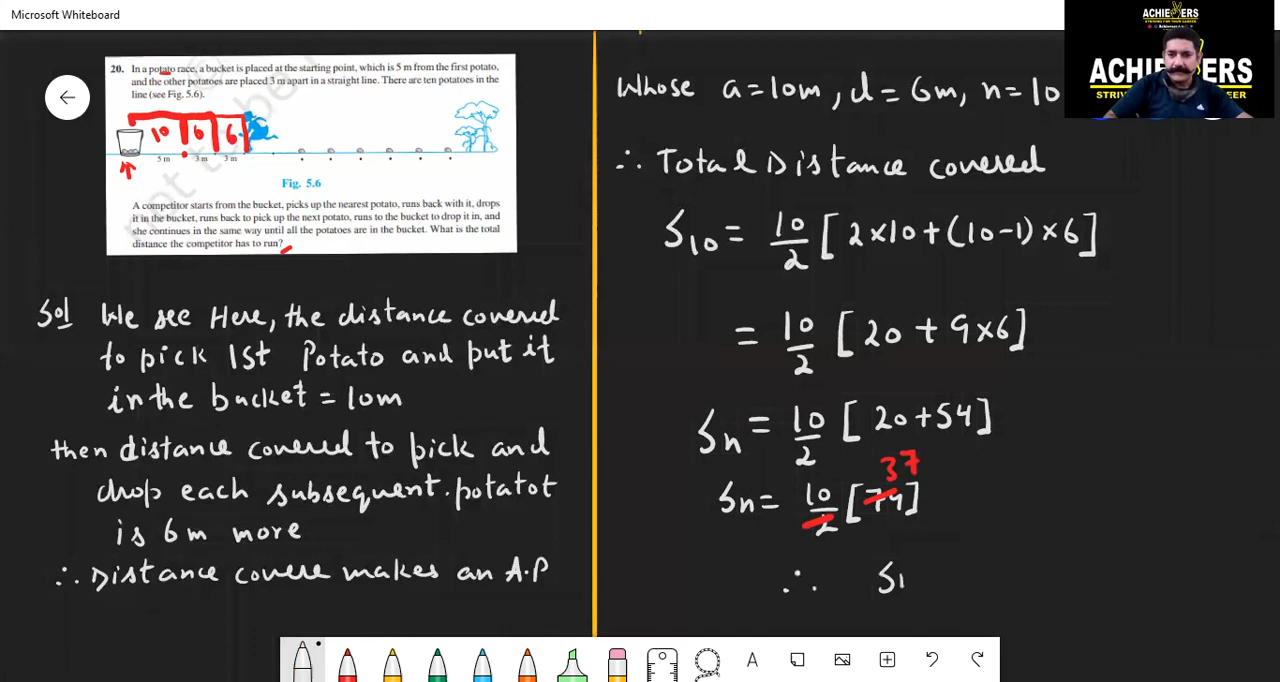 Microsoft Whiteboard
ACHIEVERS
STRIVING FOR YOUR CAREER
ACHIEVERS
STRIV
EER
20. In a potato race, a bucket is placed at the starting point, which is 5 m from the first potato,
and the other potatoes are placed 3 m apart in a straight line. There are ten potatoes in the
line (see Fig. 5.6).
10 6 6
5 m 3 m 3 m
Fig. 5.6
A competitor starts from the bucket, picks up the nearest potato, runs back with it, drops
it in the bucket, runs back to pick up the next potato, runs to the bucket to drop it in, and
she continues in the same way until all the potatoes are in the bucket. What is the total
distance the competitor has to run?
Sol We see Here, the distance covered
to pick 1st Potato and put it
in the bucket = 10m
then distance covered to pick and
drop each subsequent potatot
is 6m more
∴ Distance covere makes an A.P
Whose a=10m, d=6m, n=10
∴ Total Distance covered
S10 = 10/2 [2×10+(10-1)×6]
= 10/2 [20+9×6]
Sn = 10/2 [20+54]
37
Sn = 10/2 [74]
∴ S
A